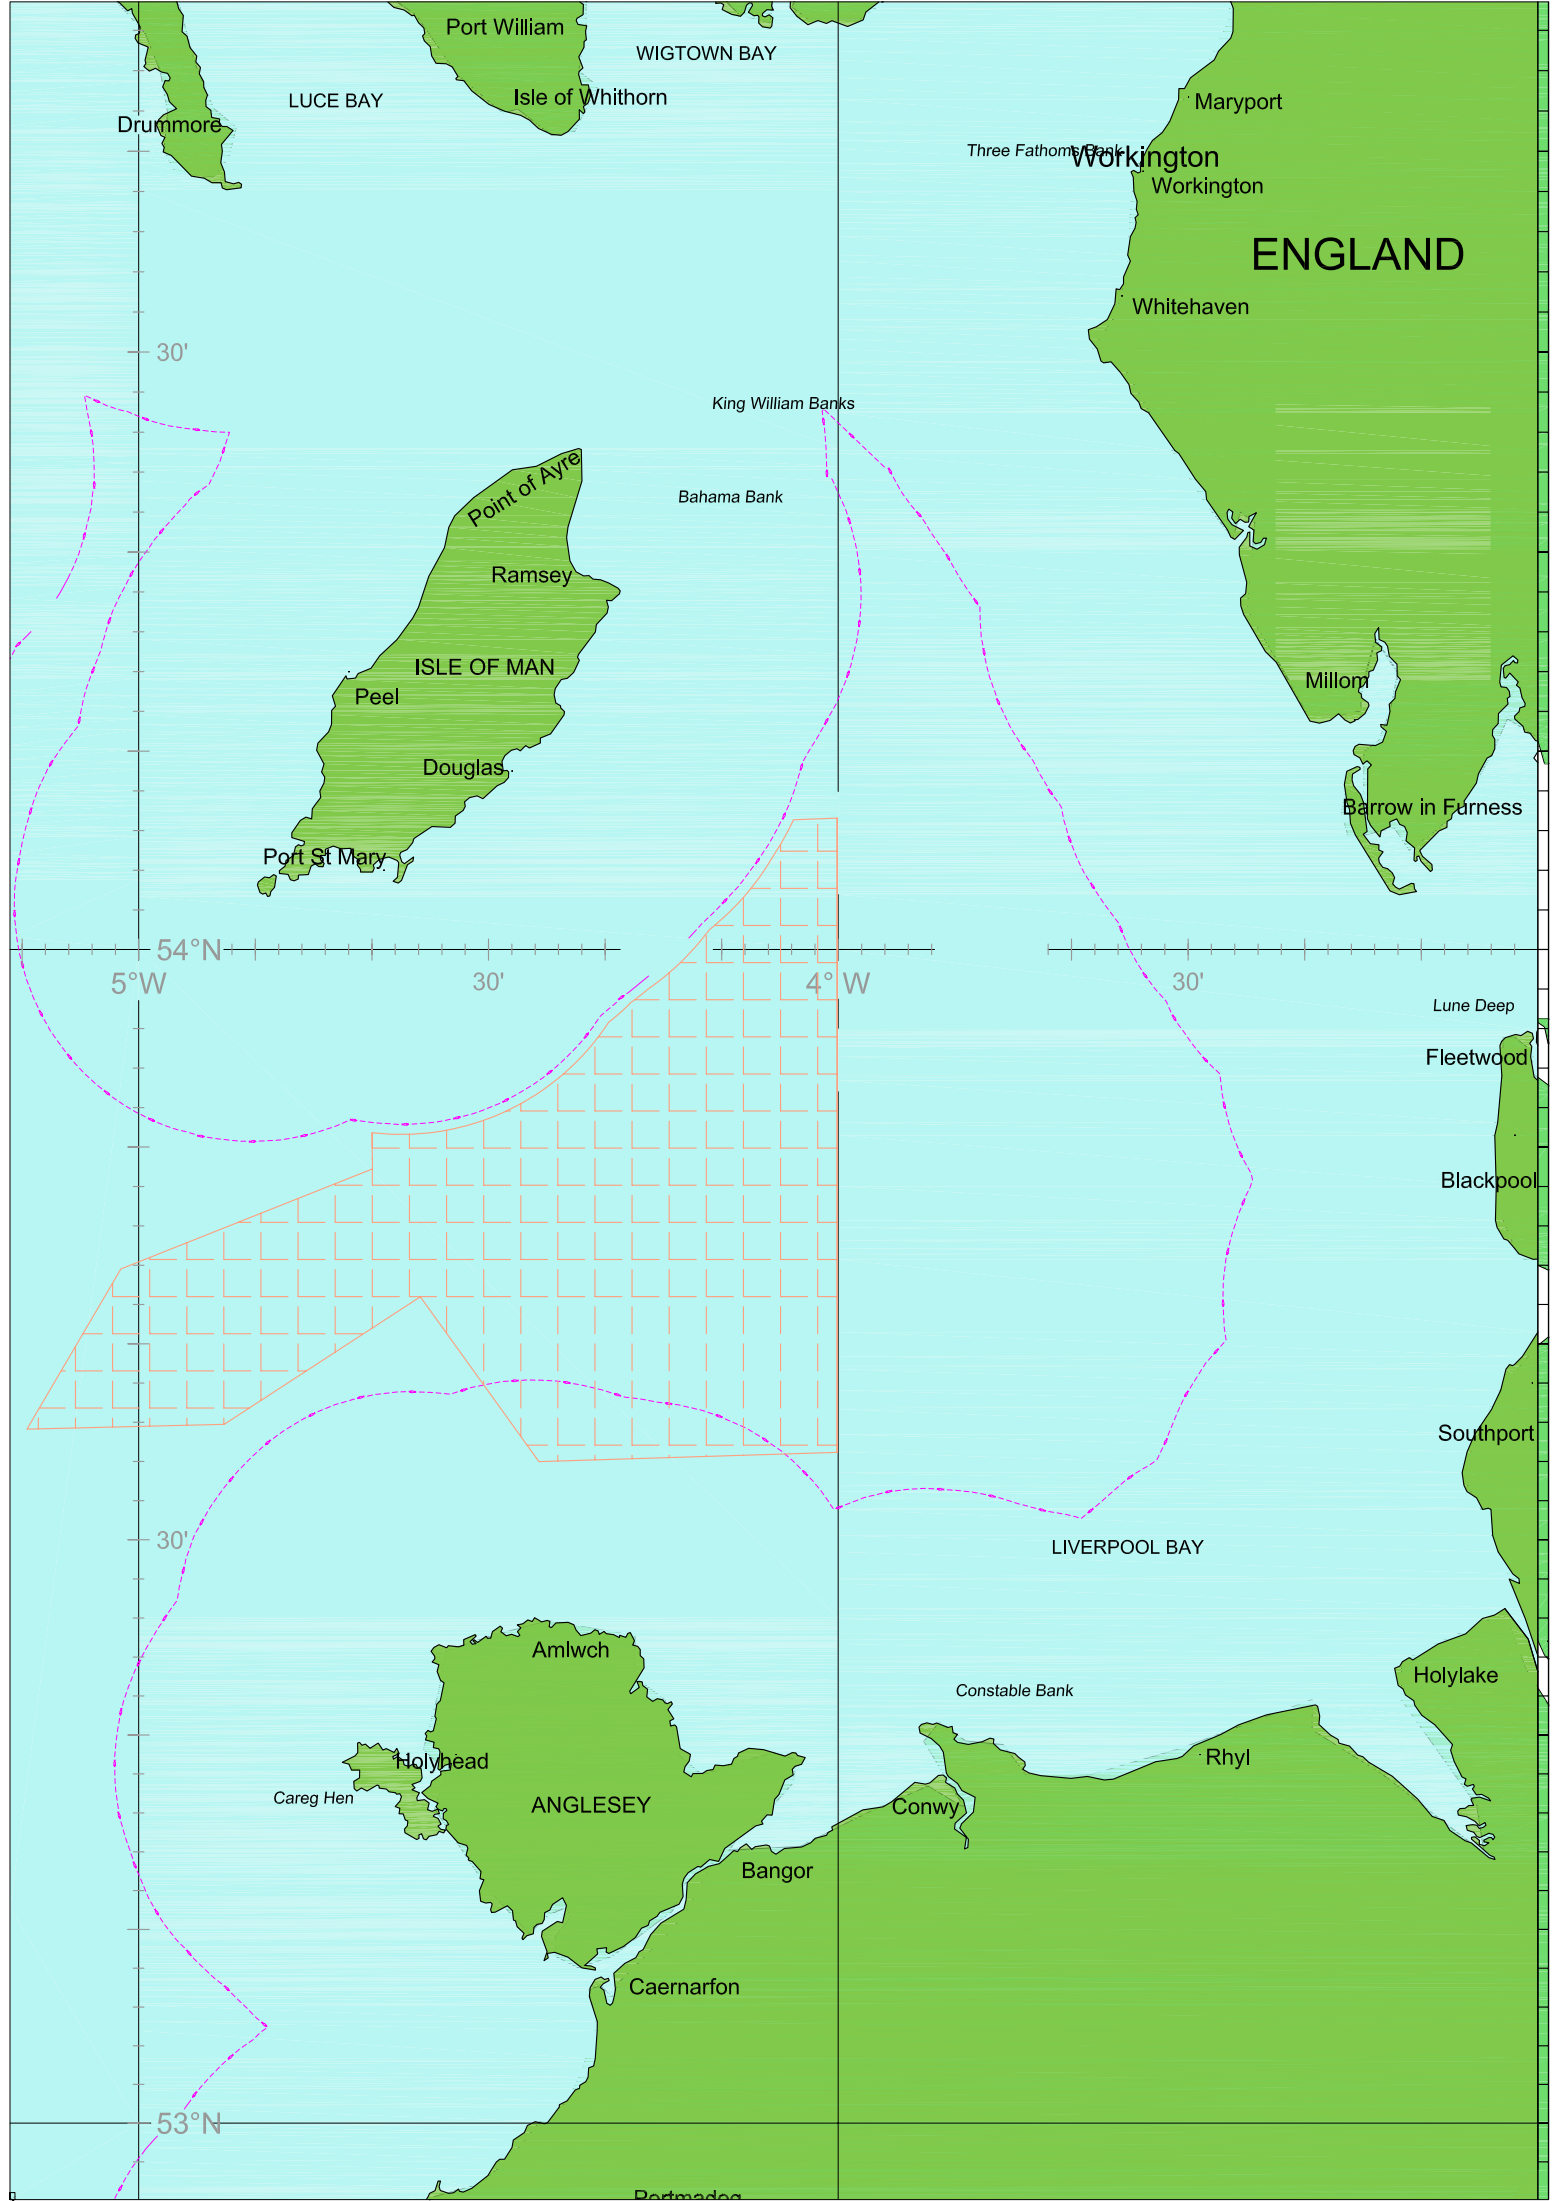 Port William
WIGTOWN BAY
LUCE BAY
Isle of Whithorn
Maryport
Drummore
Three Fathoms Bank
Workington
Workington
ENGLAND
Whitehaven
30'
King William Banks
Point of Ayre
Bahama Bank
Ramsey
ISLE OF MAN
Peel
Millom
Douglas
Barrow in Furness
Port St Mary
54°N
5°W
30'
4°W
30'
Lune Deep
Fleetwood
Blackpool
Southport
30'
LIVERPOOL BAY
Amlwch
Holylake
Constable Bank
Holyhead
Rhyl
Careg Hen
ANGLESEY
Conwy
Bangor
Caernarfon
53°N
Portmadog